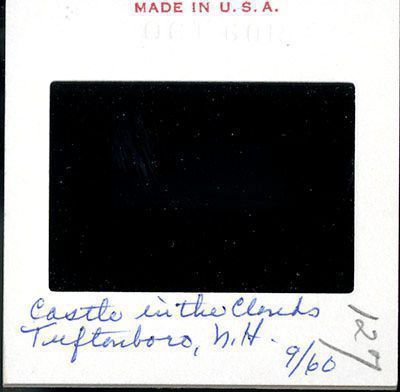 MADE IN U.S.A.
Castle in the Clouds
Tuftonboro, N.H.
9/60
127